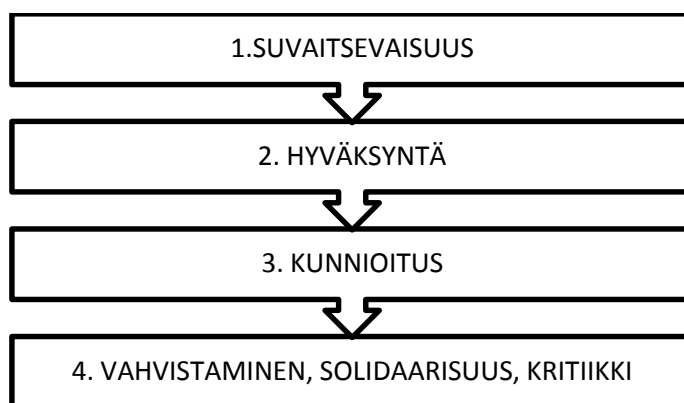 1.SUVAITSEVAISUUS
2. HYVÄKSYNTÄ
3. KUNNIOITUS
4. VAHVISTAMINEN, SOLIDAARISUUS, KRITIIKKI